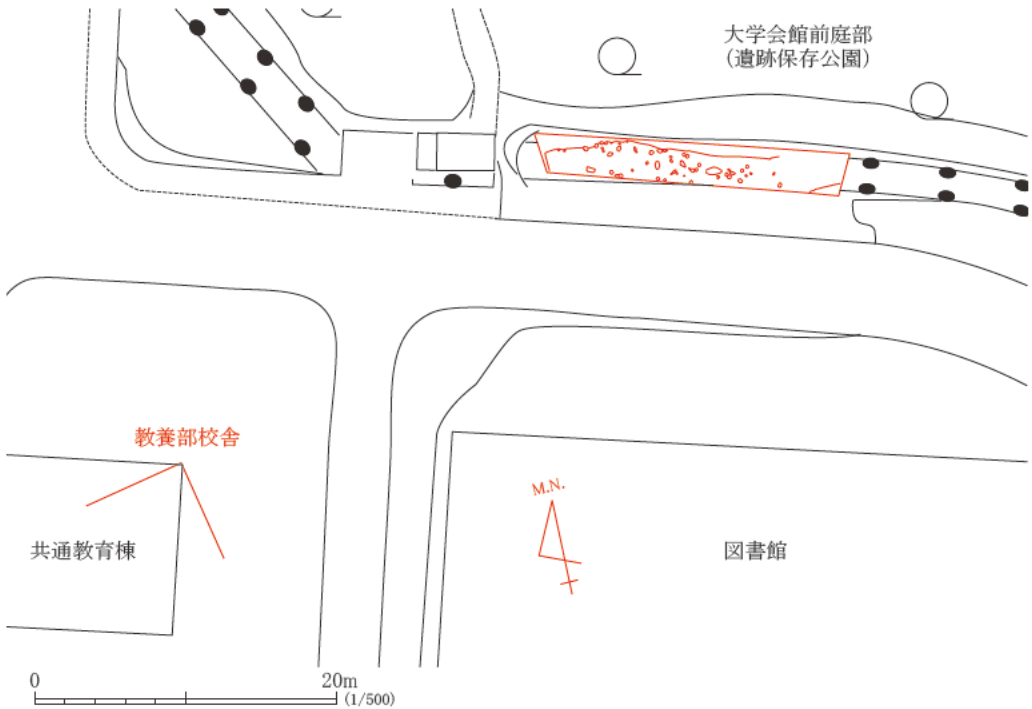 大学会館前庭部
(遺跡保存公園)
教養部校舎
M.N.
共通教育棟
図書館
0
20m
(1/500)